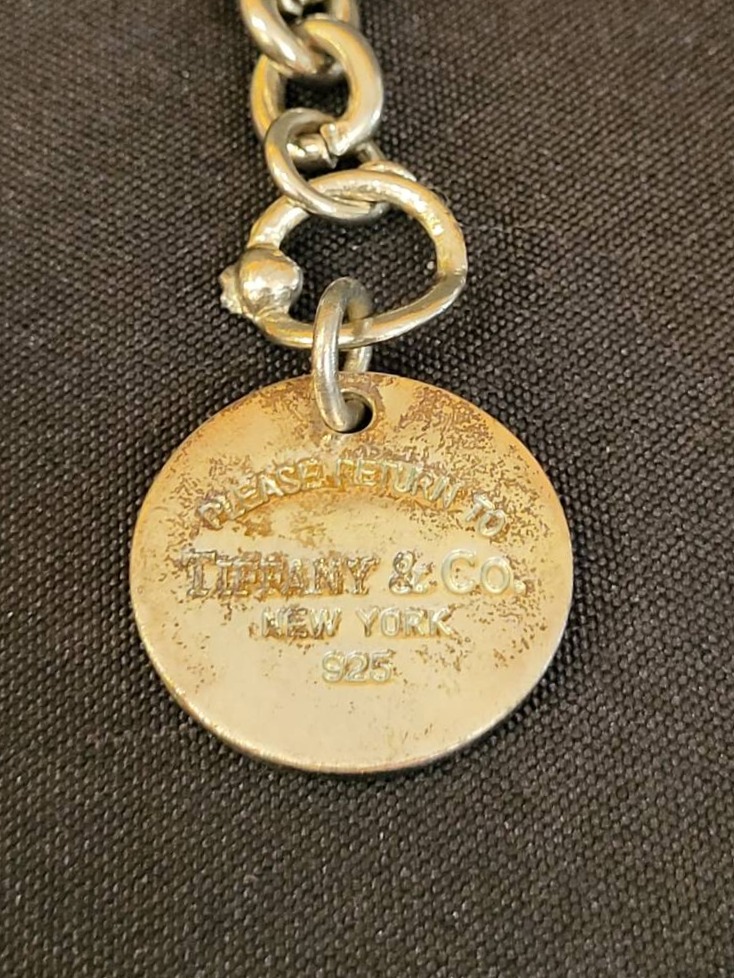 PLEASE RETURN TO
TIFFANY & CO.
NEW YORK
925